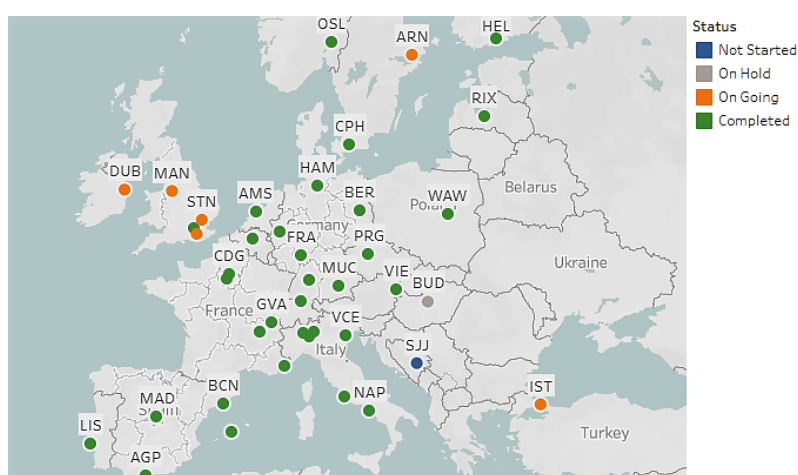 OSL
HEL
Status
ARN
Not Started
On Hold
On Going
RIX
Completed
CPH
HAM
DUB
MAN
BER
AMS
WAW
STN
Belarus
Germany
FRA
PRG
CDG
Ukraine
MUC
VIE
BUD
GVA
France
VCE
SJJ
Italy
BCN
IST
NAP
MAD
Spain
LIS
Turkey
AGP